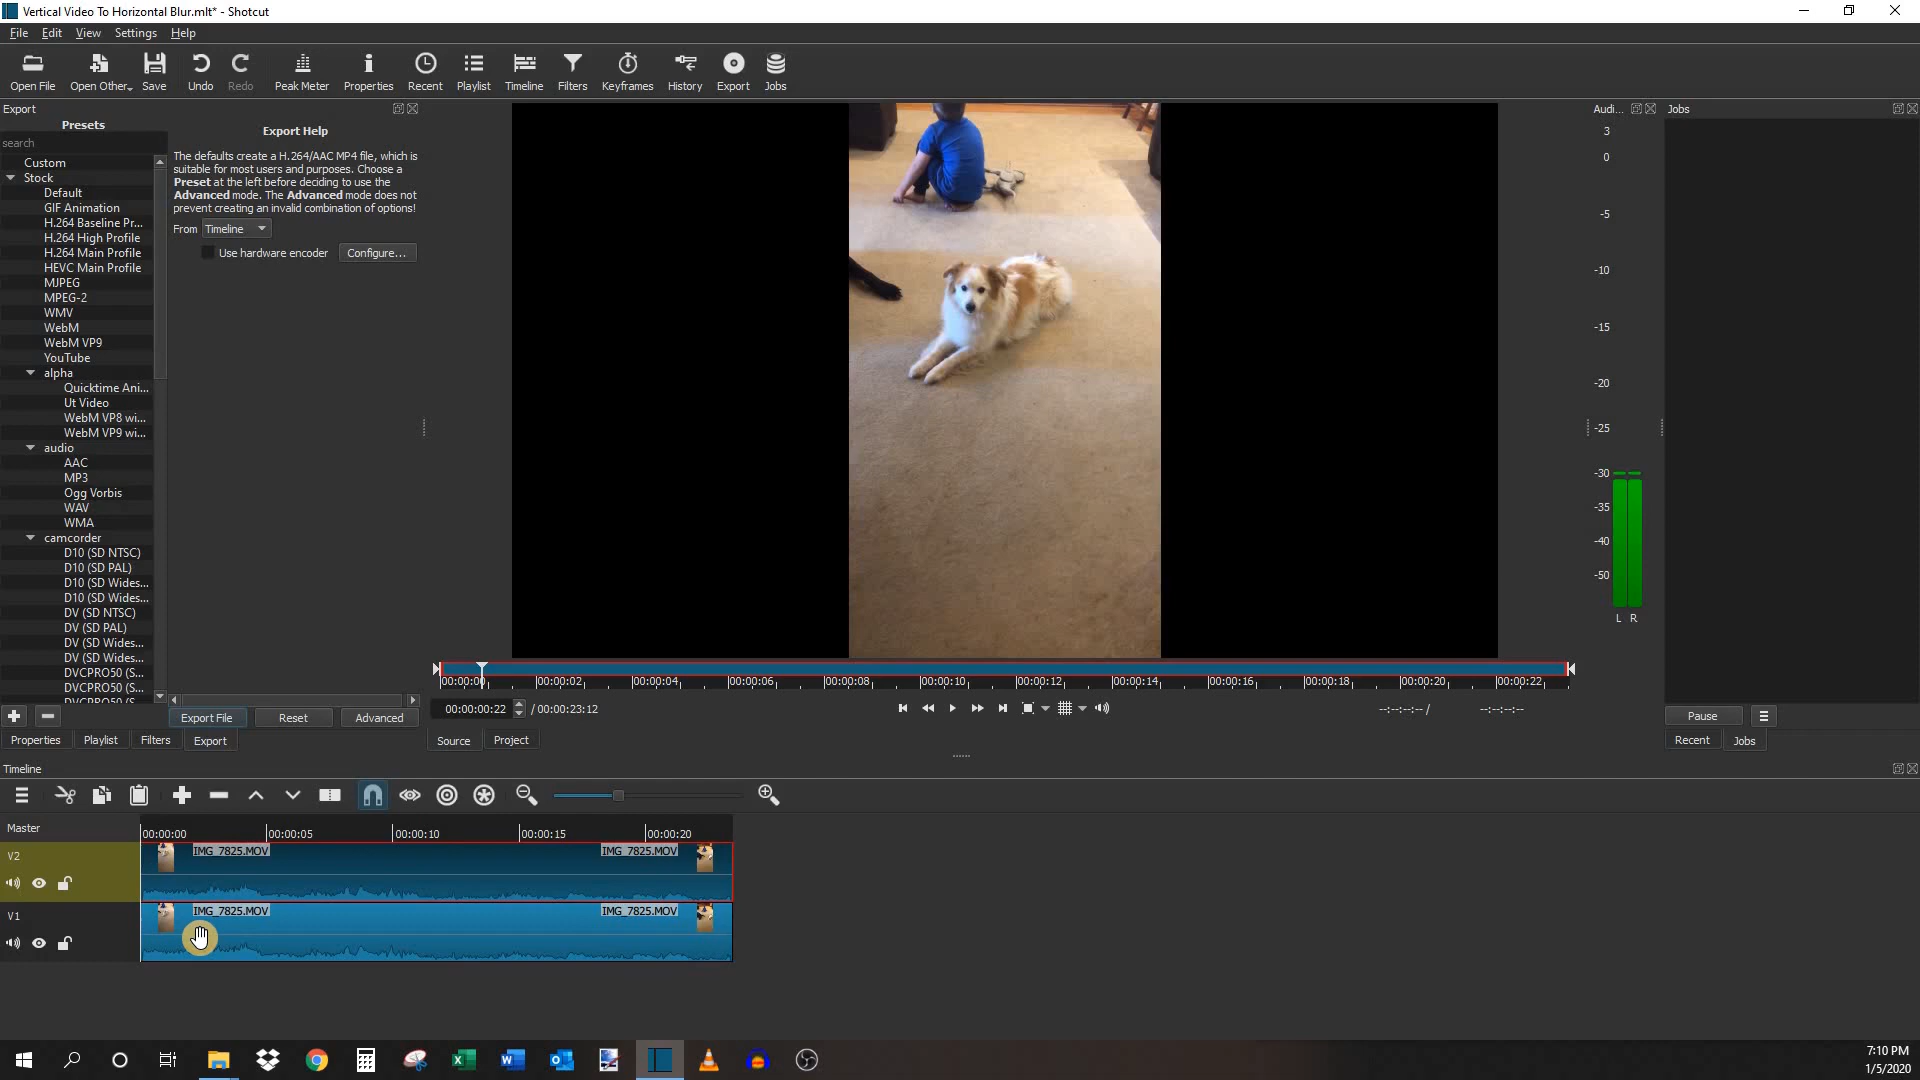 Vertical Video To Horizontal Blur.mlt* - Shotcut
File Edit View Settings Help
Open File Open Other.. Save Undo Redo Peak Meter Properties Recent Playlist Timeline Filters Keyframes History Export Jobs
Export
Presets
search
Custom
Stock
Default
GIF Animation
H.264 Baseline Pr...
H.264 High Profile
H.264 Main Profile
HEVC Main Profile
MJPEG
MPEG-2
WMV
WebM
WebM VP9
YouTube
alpha
Quicktime Ani...
Ut Video
WebM VP8 wi...
WebM VP9 wi...
audio
AAC
MP3
Ogg Vorbis
WAV
WMA
camcorder
D10 (SD NTSC)
D10 (SD PAL)
D10 (SD Wides...
D10 (SD Wides...
DV (SD NTSC)
DV (SD PAL)
DV (SD Wides...
DV (SD Wides...
DVCPRO50 (S...
DVCPRO50 (S...
DVCPRO50 (S...
Export Help
The defaults create a H.264/AAC MP4 file, which is
suitable for most users and purposes. Choose a
Preset at the left before deciding to use the
Advanced mode. The Advanced mode does not
prevent creating an invalid combination of options!
From Timeline
Use hardware encoder Configure...
Export File Reset Advanced
Properties Playlist Filters Export
00:00:00 00:00:02 00:00:04 00:00:06 00:00:08 00:00:10 00:00:12 00:00:14 00:00:16 00:00:18 00:00:20 00:00:22
00:00:00:22 / 00:00:23:12
--:--:--:-- / --:--:--:--
Source Project
Audi...
3
0
-5
-10
-15
-20
-25
-30
-35
-40
-50
L R
Jobs
Pause
Recent Jobs
Timeline
Master
00:00:00 00:00:05 00:00:10 00:00:15 00:00:20
V2
IMG_7825.MOV IMG_7825.MOV
V1
IMG_7825.MOV IMG_7825.MOV
7:10 PM
1/5/2020